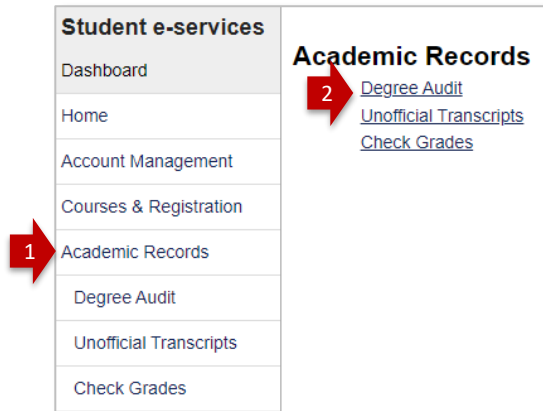 Student e-services
Dashboard
Home
Account Management
Courses & Registration
1
Academic Records
Degree Audit
Unofficial Transcripts
Check Grades
Academic Records
2
Degree Audit
Unofficial Transcripts
Check Grades